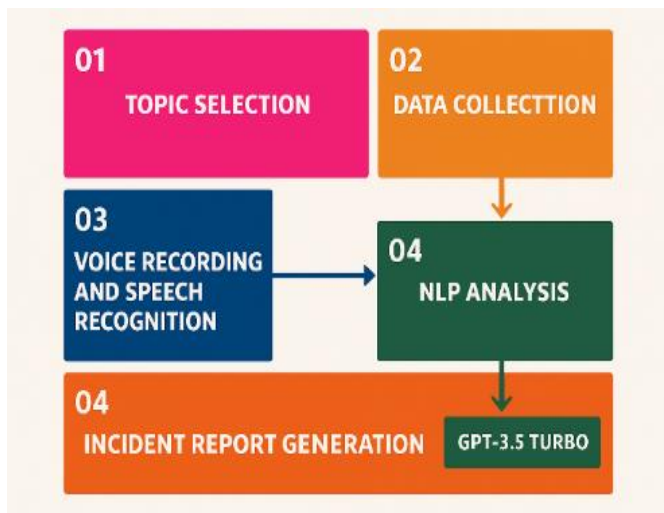 01
TOPIC SELECTION
02
DATA COLLECTTION
03
VOICE RECORDING
AND SPEECH
RECOGNITION
04
NLP ANALYSIS
04
INCIDENT REPORT GENERATION
GPT-3.5 TURBO